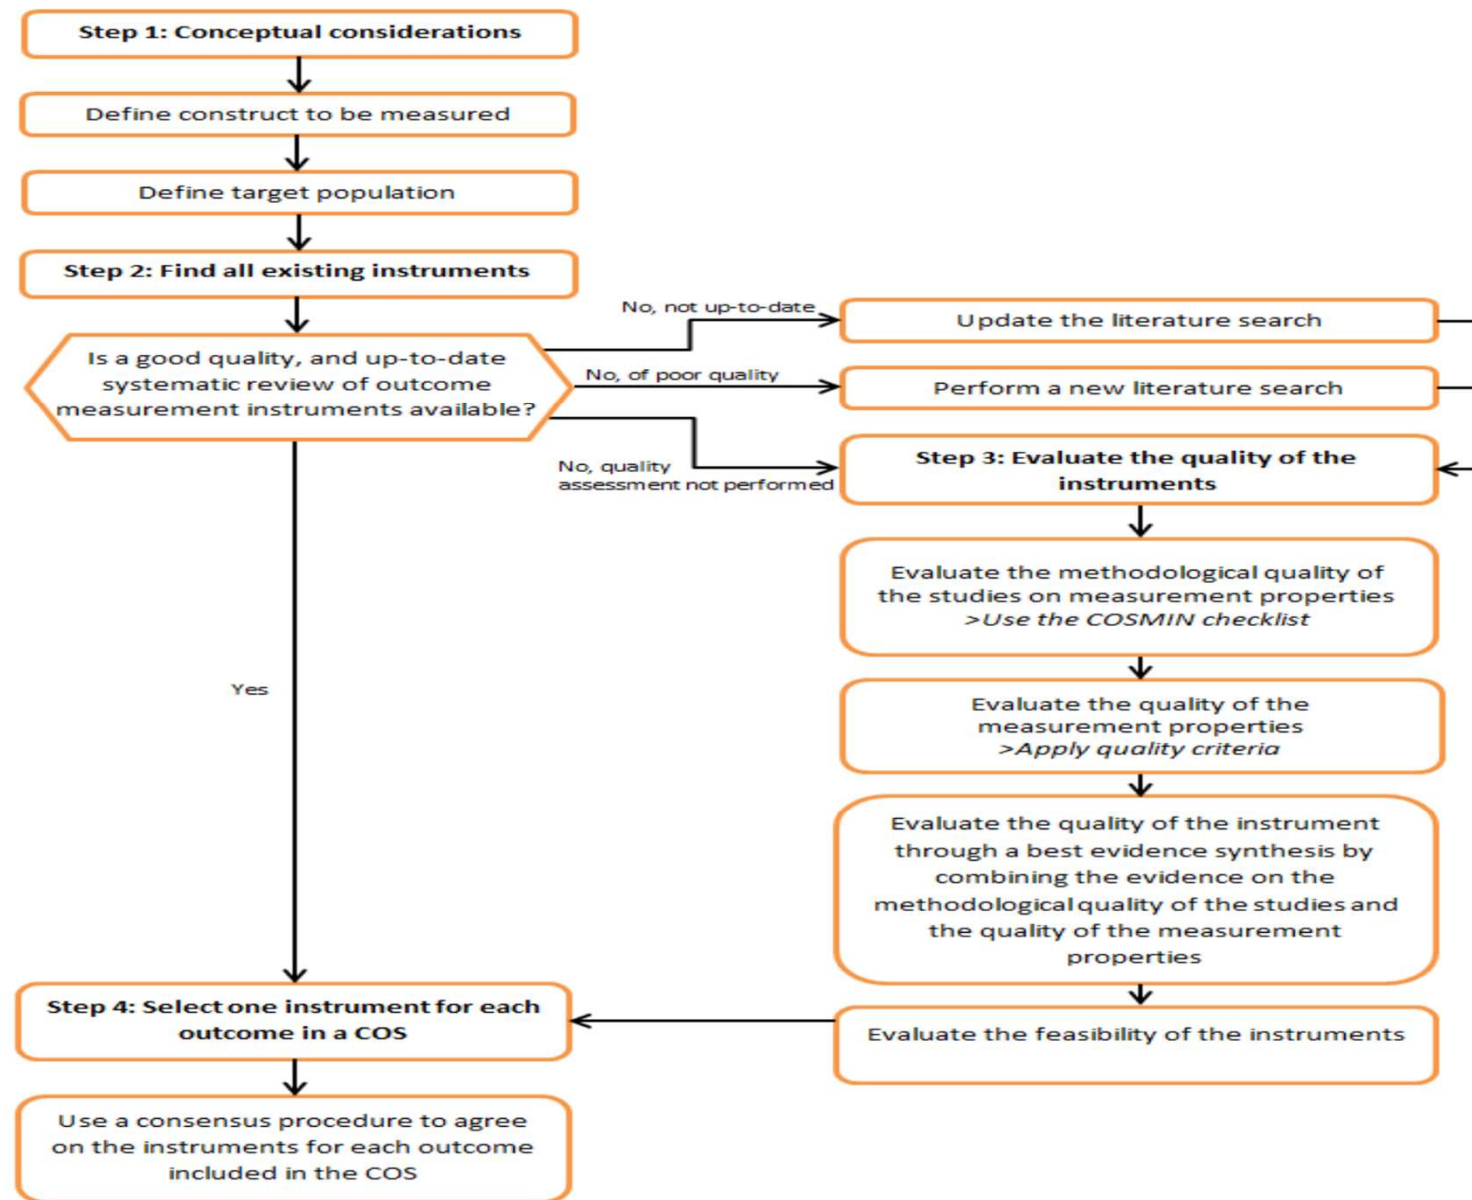 Step 1: Conceptual considerations
Define construct to be measured
Define target population
Step 2: Find all existing instruments
Is a good quality, and up-to-date
systematic review of outcome
measurement instruments available?
No, not up-to-date
Update the literature search
No, of poor quality
Perform a new literature search
No, quality
assessment not performed
Step 3: Evaluate the quality of the
instruments
Evaluate the methodological quality of
the studies on measurement properties
>Use the COSMIN checklist
Evaluate the quality of the
measurement properties
>Apply quality criteria
Evaluate the quality of the instrument
through a best evidence synthesis by
combining the evidence on the
methodological quality of the studies and
the quality of the measurement
properties
Evaluate the feasibility of the instruments
Yes
Step 4: Select one instrument for each
outcome in a COS
Use a consensus procedure to agree
on the instruments for each outcome
included in the COS